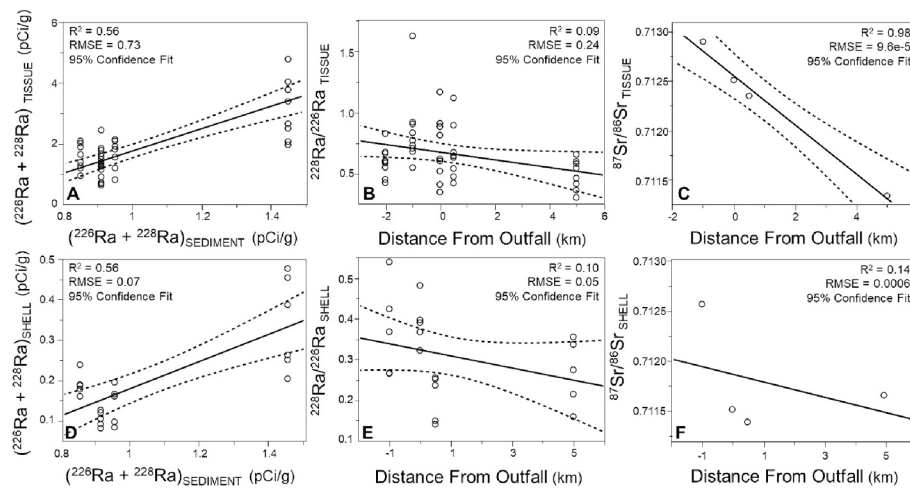 (²²⁶Ra + ²²⁸Ra) TISSUE (pCi/g)
6
4
2
0
R² = 0.56
RMSE = 0.73
95% Confidence Fit
A
0.8
1
1.2
1.4
(²²⁶Ra + ²²⁸Ra)SEDIMENT (pCi/g)
²²⁸Ra/²²⁶Ra TISSUE
1.5
1.0
0.5
R² = 0.09
RMSE = 0.24
95% Confidence Fit
B
-2
0
2
4
6
Distance From Outfall (km)
⁸⁷Sr/⁸⁶Sr TISSUE
0.7130
0.7125
0.7120
0.7115
R² = 0.98
RMSE = 9.6e-5
95% Confidence Fit
C
-2
0
2
4
Distance From Outfall (km)
(²²⁶Ra + ²²⁸Ra)SHELL (pCi/g)
0.5
0.4
0.3
0.2
0.1
R² = 0.56
RMSE = 0.07
95% Confidence Fit
D
0.8
1
1.2
1.4
(²²⁶Ra + ²²⁸Ra)SEDIMENT (pCi/g)
²²⁸Ra/²²⁶Ra SHELL
0.5
0.4
0.3
0.2
0.1
R² = 0.10
RMSE = 0.05
95% Confidence Fit
E
-1
1
3
5
Distance From Outfall (km)
⁸⁷Sr/⁸⁶Sr SHELL
0.7130
0.7125
0.7120
0.7115
R² = 0.14
RMSE = 0.0006
95% Confidence Fit
F
-1
1
3
5
Distance From Outfall (km)